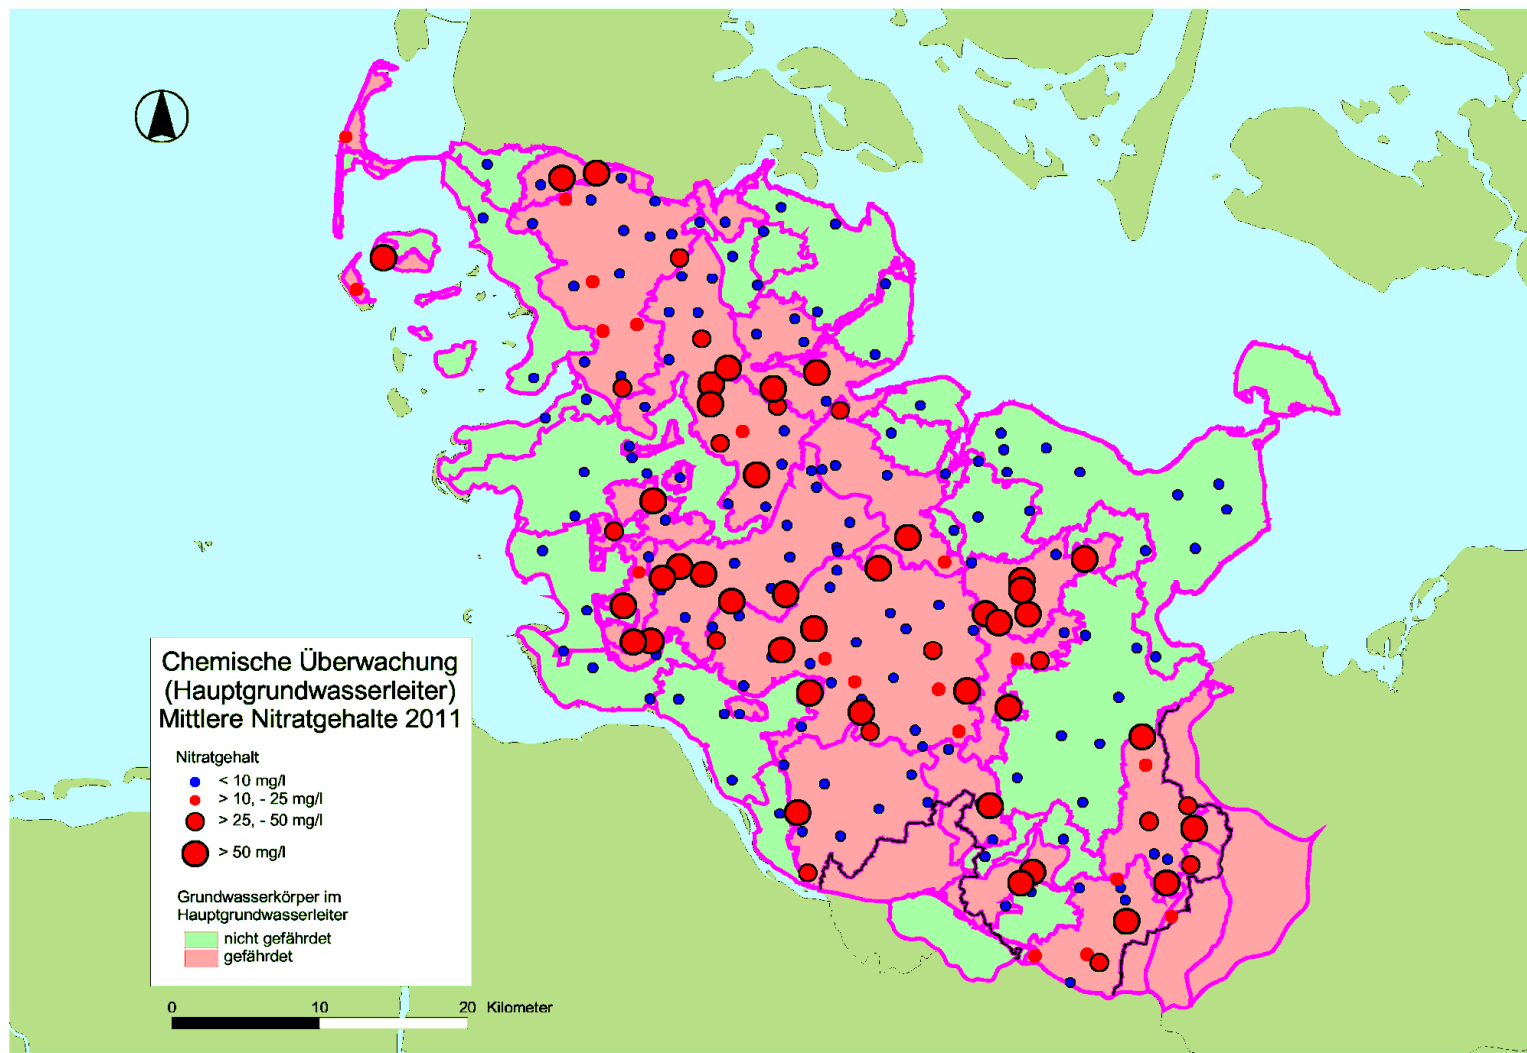 Chemische Überwachung
(Hauptgrundwasserleiter)
Mittlere Nitratgehalte 2011
Nitratgehalt
< 10 mg/l
> 10, - 25 mg/l
> 25, - 50 mg/l
> 50 mg/l
Grundwasserkörper im
Hauptgrundwasserleiter
nicht gefährdet
gefährdet
0 10 20 Kilometer